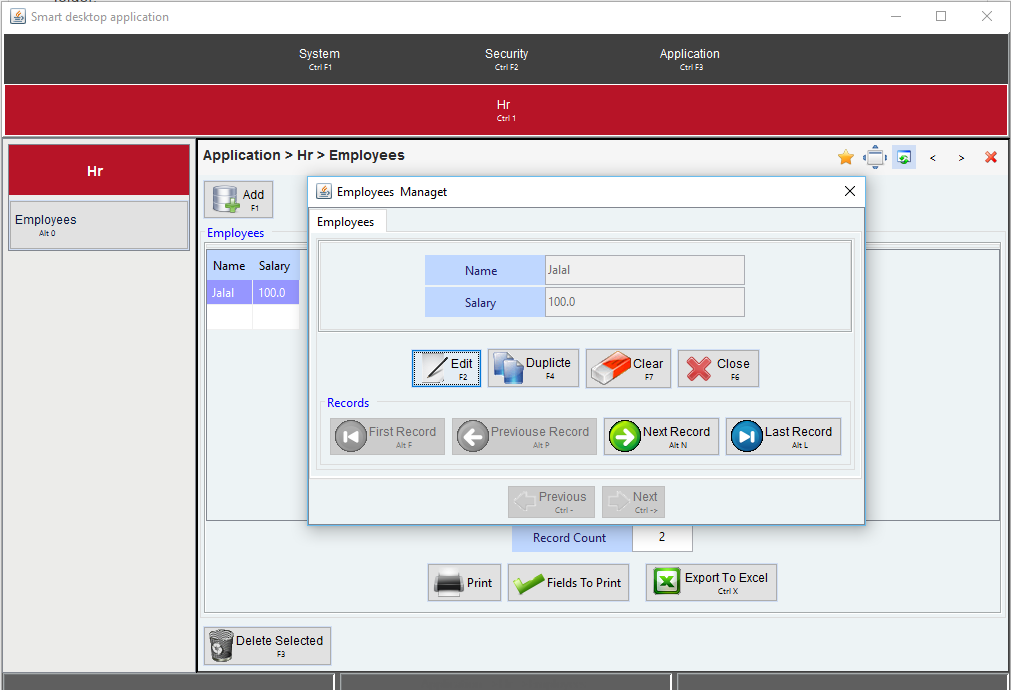 Smart desktop application
System
Ctrl F1
Security
Ctrl F2
Application
Ctrl F3
Hr
Ctrl 1
Hr
Employees
Alt 0
Application > Hr > Employees
< >
Add
F1
Employees
Name Salary
Jalal 100.0
Employees Managet
Employees
Name Jalal
Salary 100.0
Edit
F2
Duplicte
F4
Clear
F7
Close
F6
Records
First Record
Alt F
Previouse Record
Alt P
Next Record
Alt N
Last Record
Alt L
Previous
Ctrl -
Next
Ctrl ->
Record Count 2
Print
Fields To Print
Export To Excel
Ctrl X
Delete Selected
F3